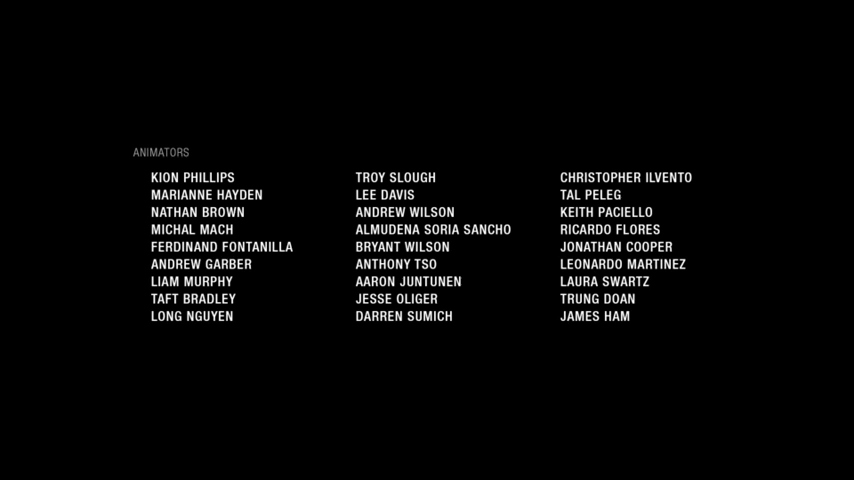 ANIMATORS
KION PHILLIPS
MARIANNE HAYDEN
NATHAN BROWN
MICHAL MACH
FERDINAND FONTANILLA
ANDREW GARBER
LIAM MURPHY
TAFT BRADLEY
LONG NGUYEN
TROY SLOUGH
LEE DAVIS
ANDREW WILSON
ALMUDENA SORIA SANCHO
BRYANT WILSON
ANTHONY TSO
AARON JUNTUNEN
JESSE OLIGER
DARREN SUMICH
CHRISTOPHER ILVENTO
TAL PELEG
KEITH PACIELLO
RICARDO FLORES
JONATHAN COOPER
LEONARDO MARTINEZ
LAURA SWARTZ
TRUNG DOAN
JAMES HAM